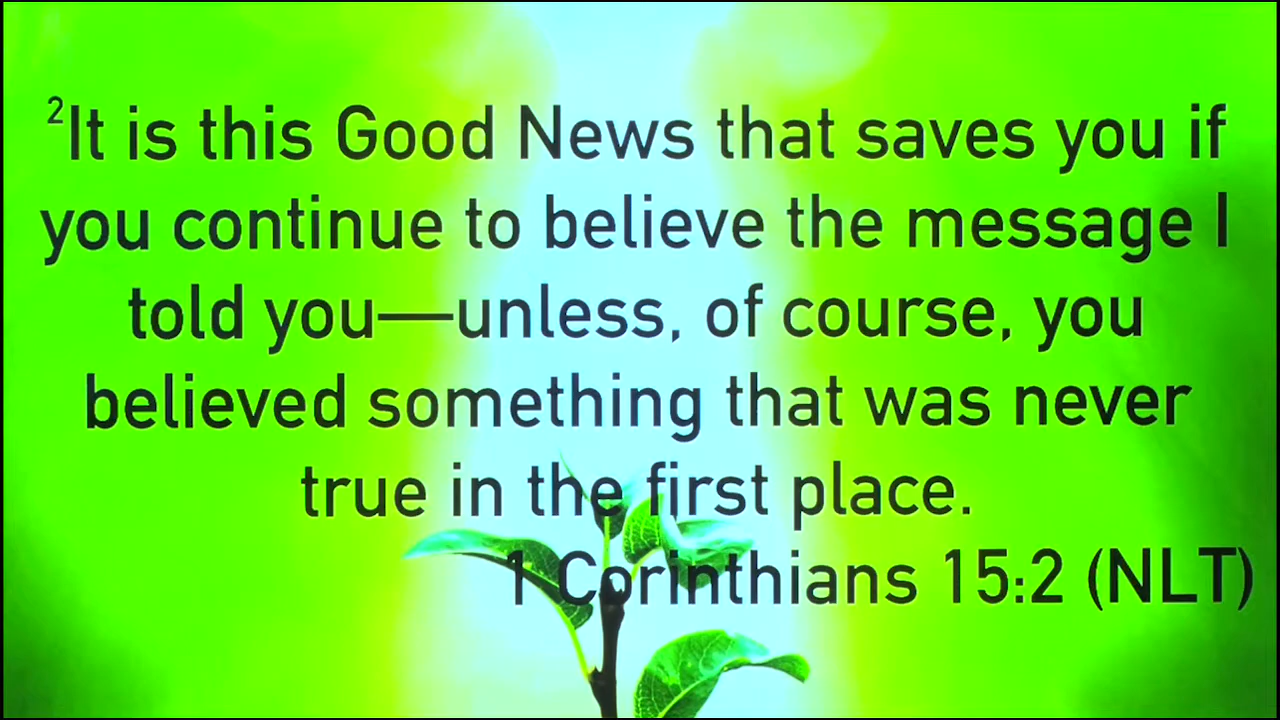 ²It is this Good News that saves you if
you continue to believe the message I
told you—unless, of course, you
believed something that was never
true in the first place.
1 Corinthians 15:2 (NLT)